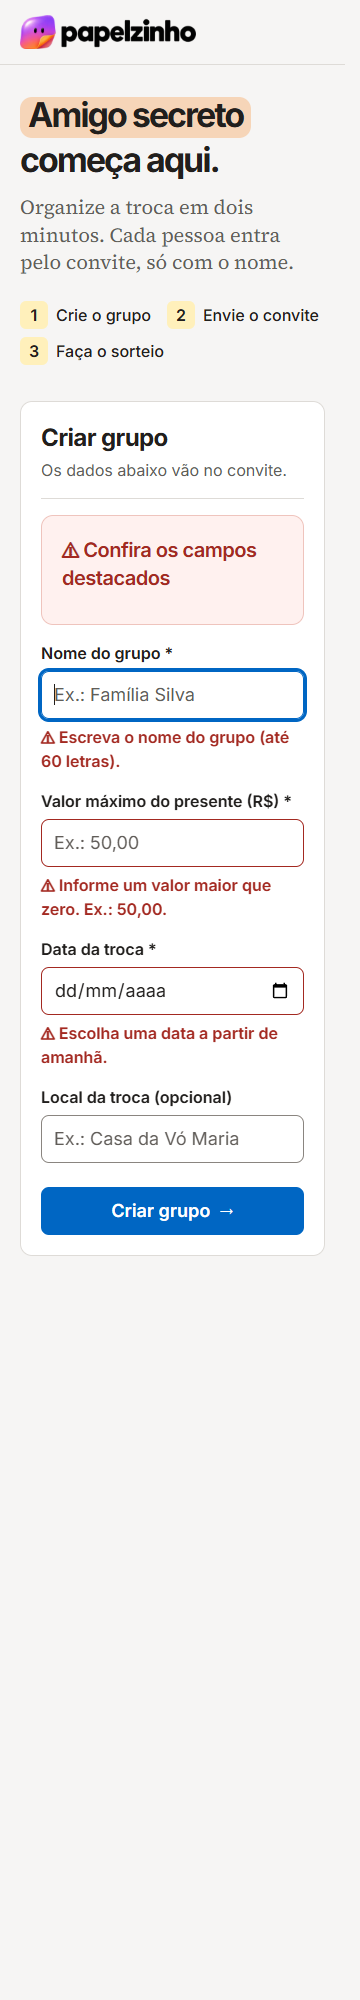 papelzinho
Amigo secreto
começa aqui.
Organize a troca em dois
minutos. Cada pessoa entra
pelo convite, só com o nome.
1 Crie o grupo 2 Envie o convite
3 Faça o sorteio
Criar grupo
Os dados abaixo vão no convite.
⚠ Confira os campos
destacados
Nome do grupo *
Ex.: Família Silva
⚠ Escreva o nome do grupo (até
60 letras).
Valor máximo do presente (R$) *
Ex.: 50,00
⚠ Informe um valor maior que
zero. Ex.: 50,00.
Data da troca *
dd/mm/aaaa
⚠ Escolha uma data a partir de
amanhã.
Local da troca (opcional)
Ex.: Casa da Vó Maria
Criar grupo →